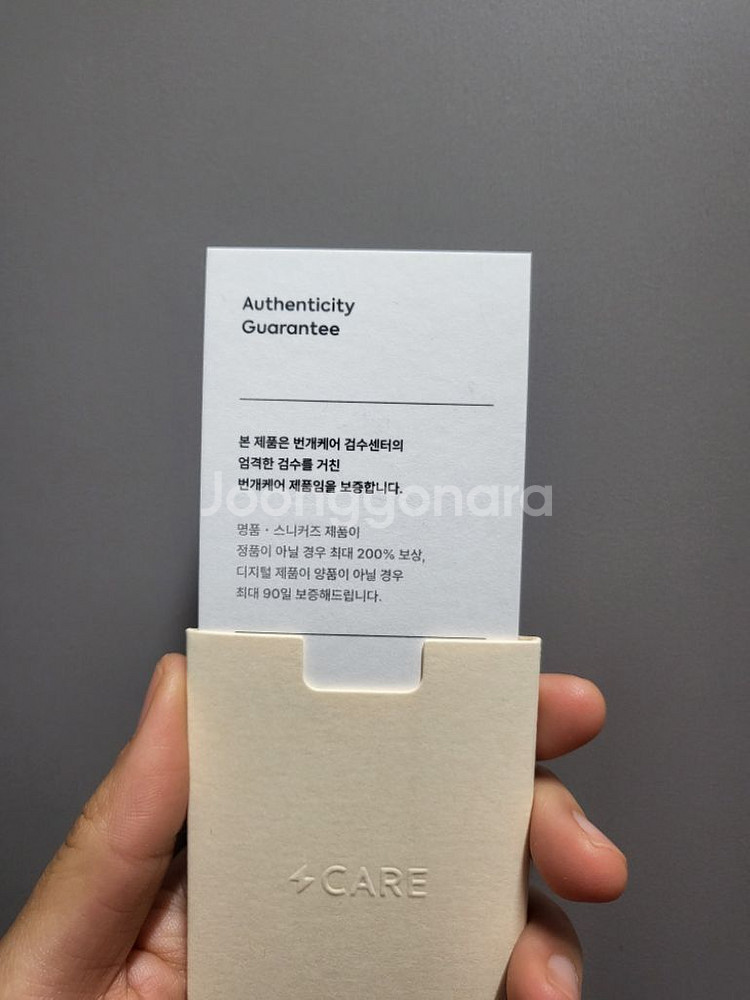 Authenticity
Guarantee
본 제품은 번개케어 검수센터의
엄격한 검수를 거친
번개케어 제품임을 보증합니다.
Joonggonara
명품 · 스니커즈 제품이
정품이 아닐 경우 최대 200% 보상,
디지털 제품이 양품이 아닐 경우
최대 90일 보증해드립니다.
CARE